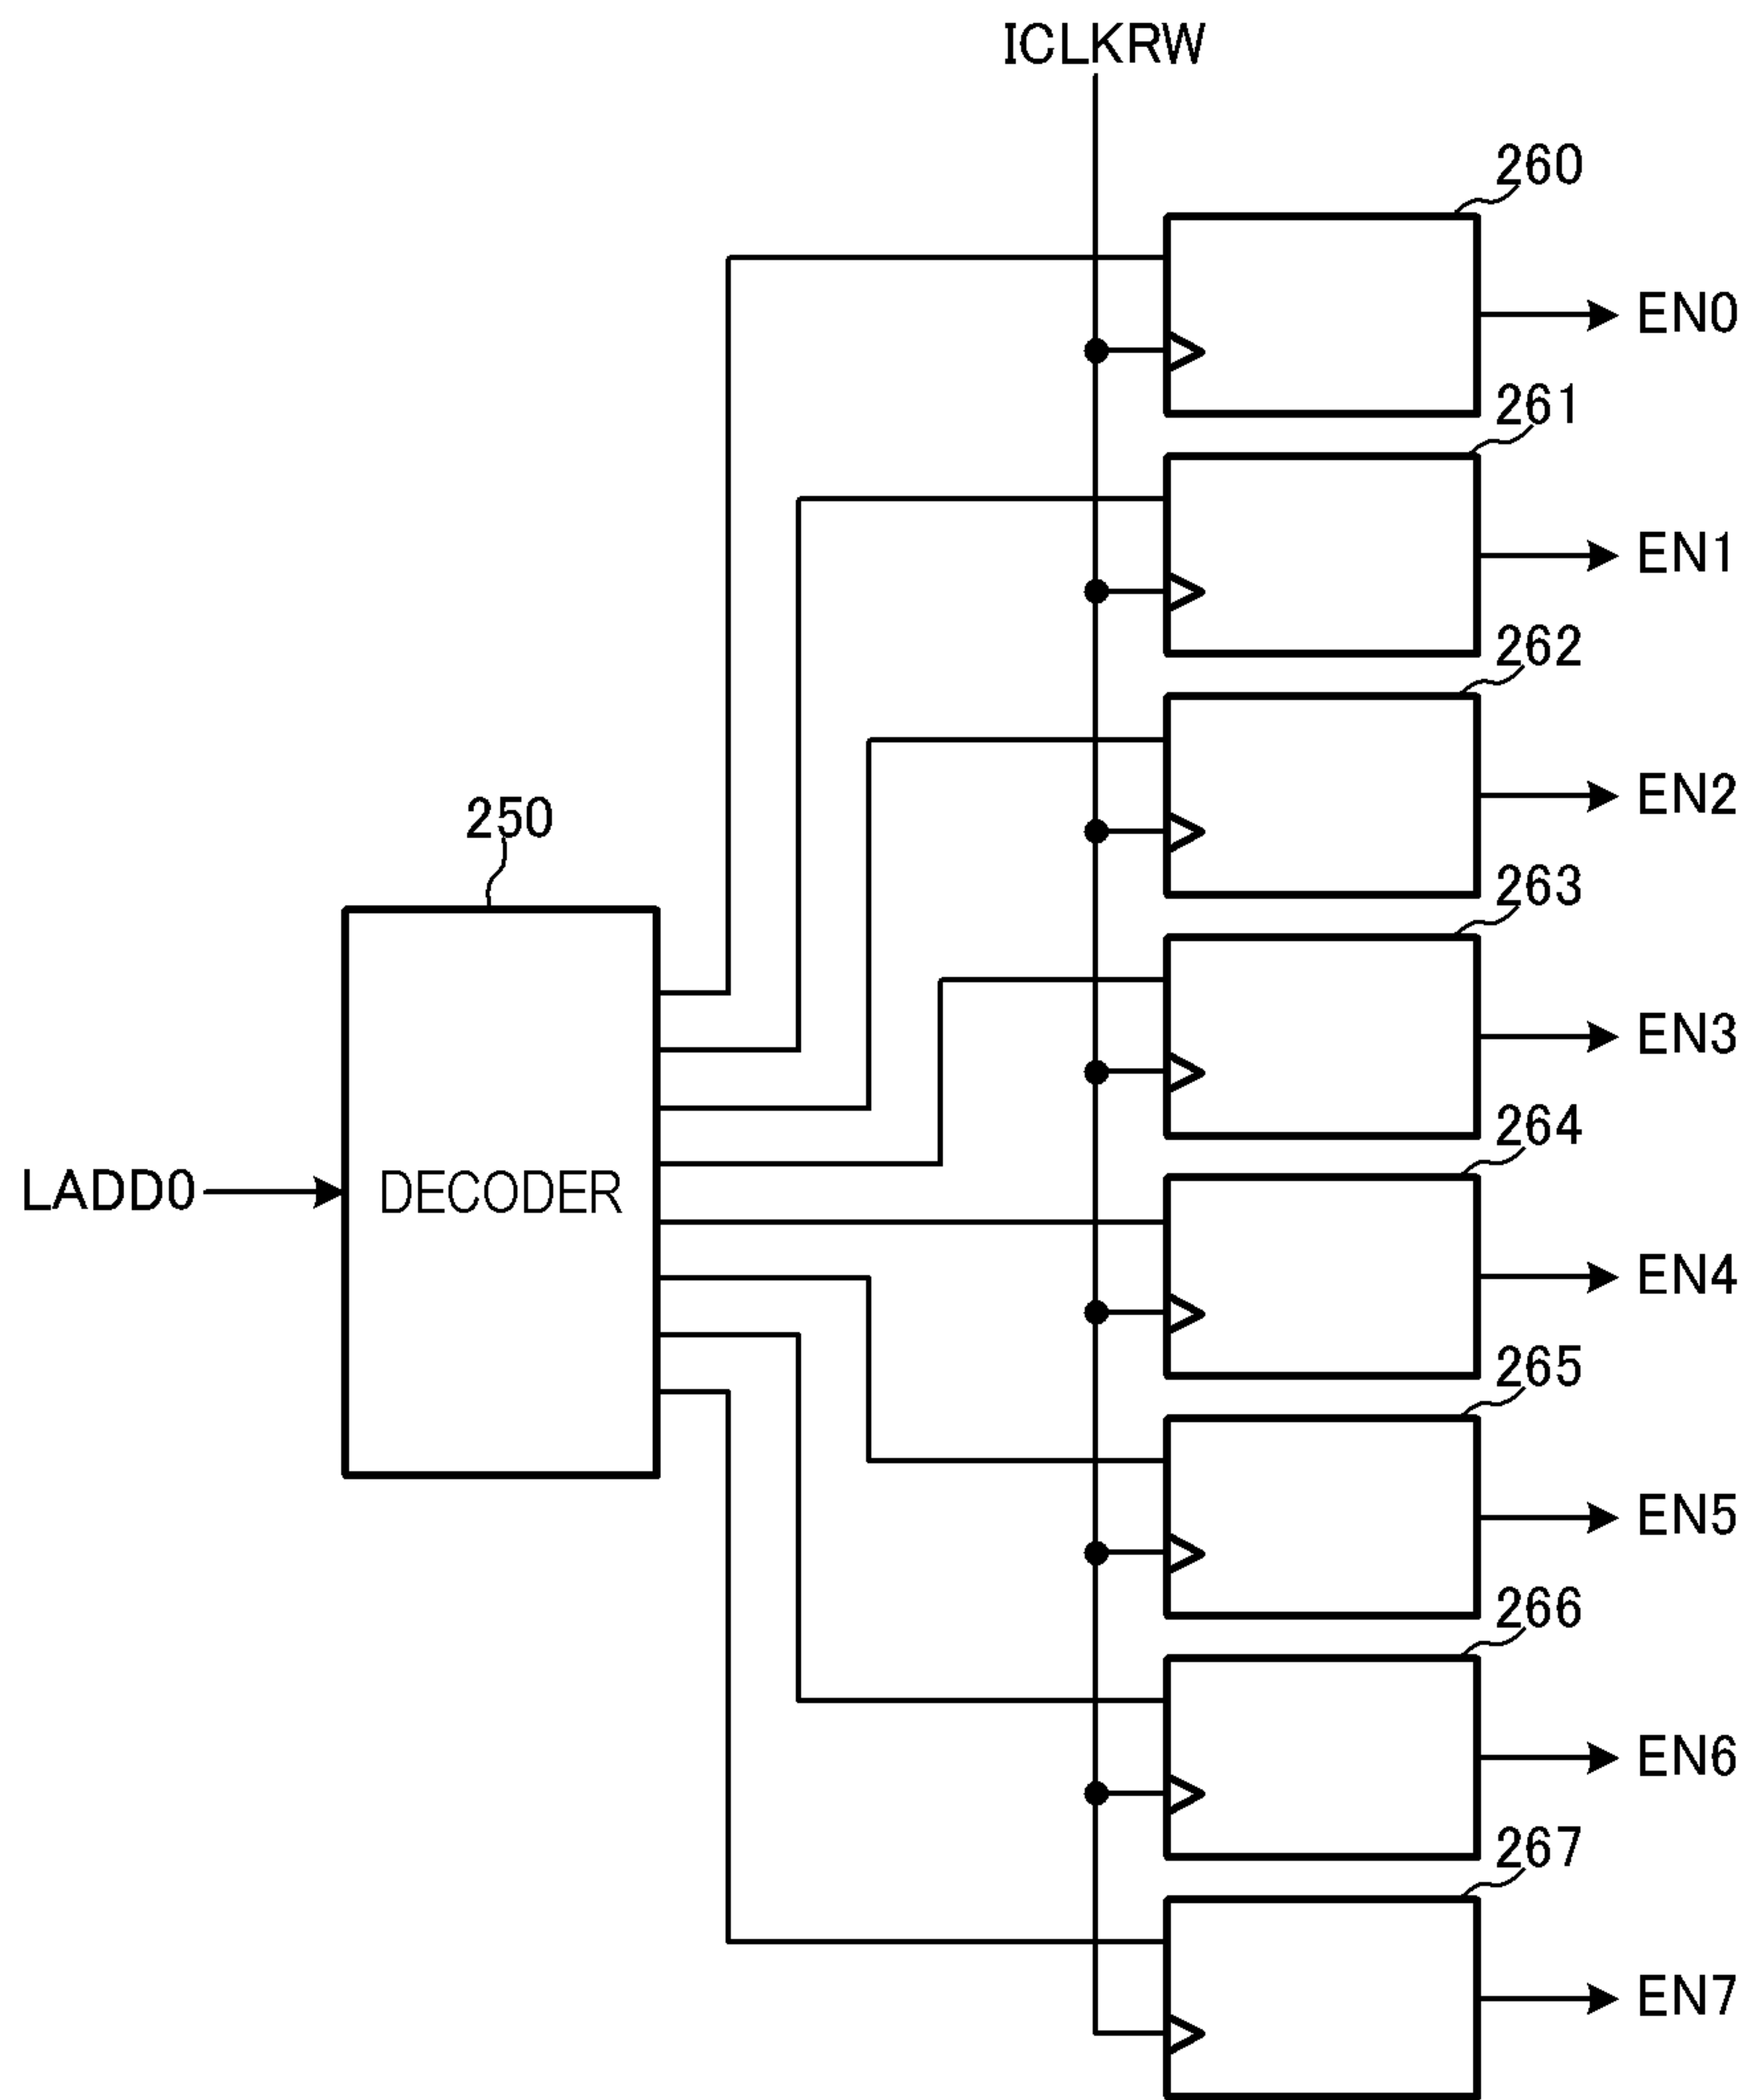 ICLKRW
260
EN0
261
EN1
262
EN2
250
263
EN3
264
LADD0
DECODER
EN4
265
EN5
266
EN6
267
EN7